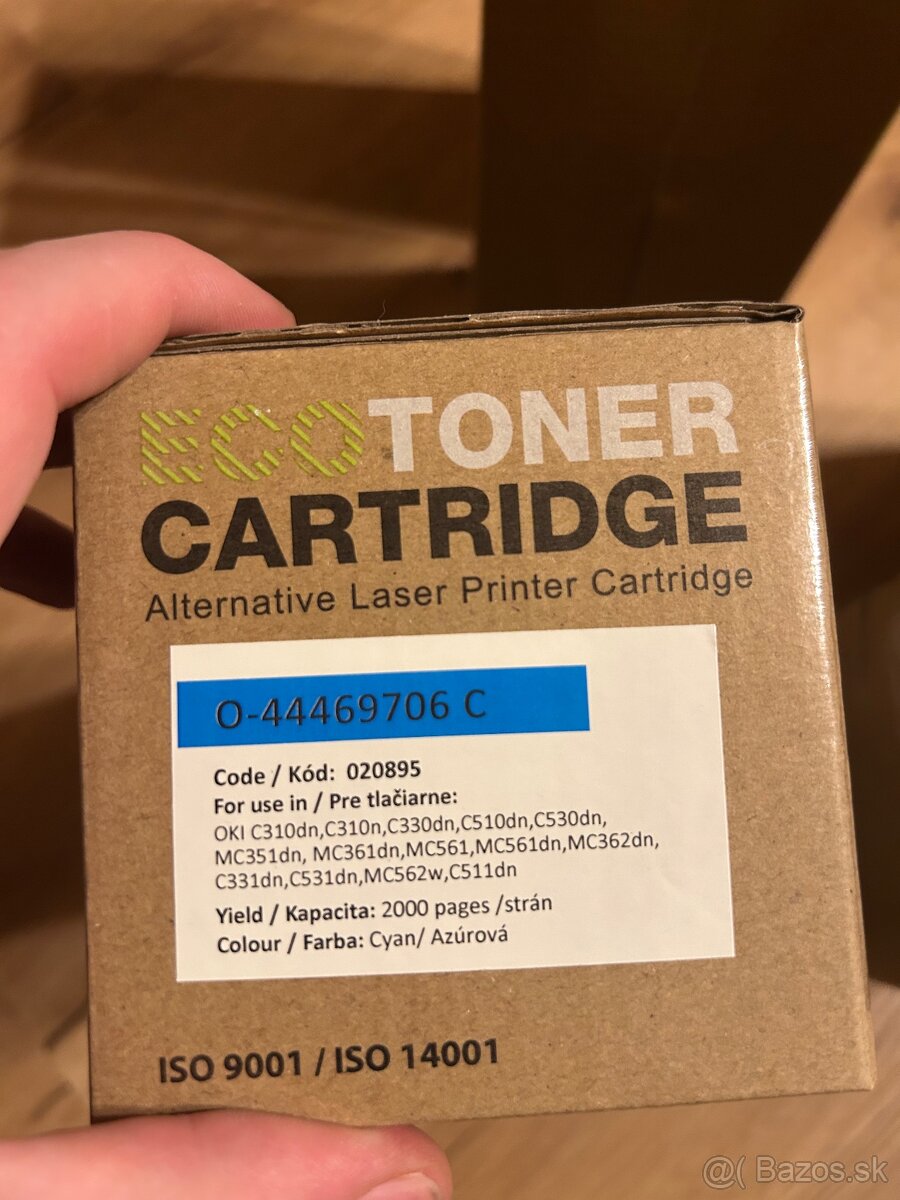 ECO TONER
CARTRIDGE
Alternative Laser Printer Cartridge
O-44469706 C
Code / Kód: 020895
For use in / Pre tlačiarne:
OKI C310dn,C310n,C330dn,C510dn,C530dn,
MC351dn, MC361dn,MC561,MC561dn,MC362dn,
C331dn,C531dn,MC562w,C511dn
Yield / Kapacita: 2000 pages /strán
Colour / Farba: Cyan/ Azúrová
ISO 9001 / ISO 14001
@( Bazos.sk